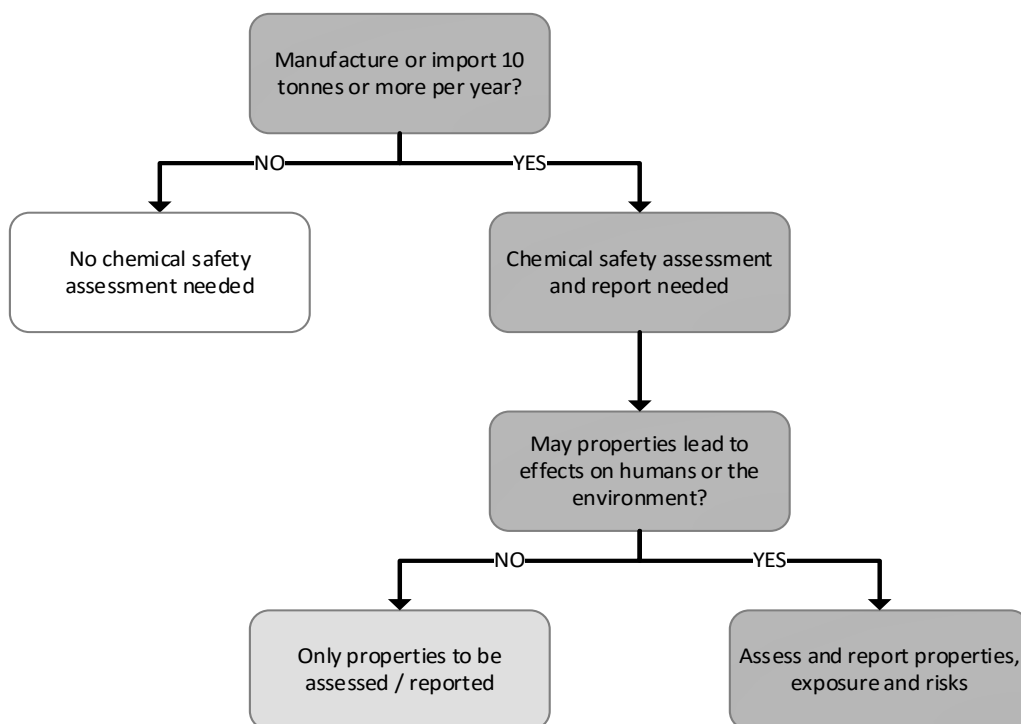 Manufacture or import 10
tonnes or more per year?
NO
YES
No chemical safety
assessment needed
Chemical safety assessment
and report needed
May properties lead to
effects on humans or the
environment?
NO
YES
Only properties to be
assessed / reported
Assess and report properties,
exposure and risks